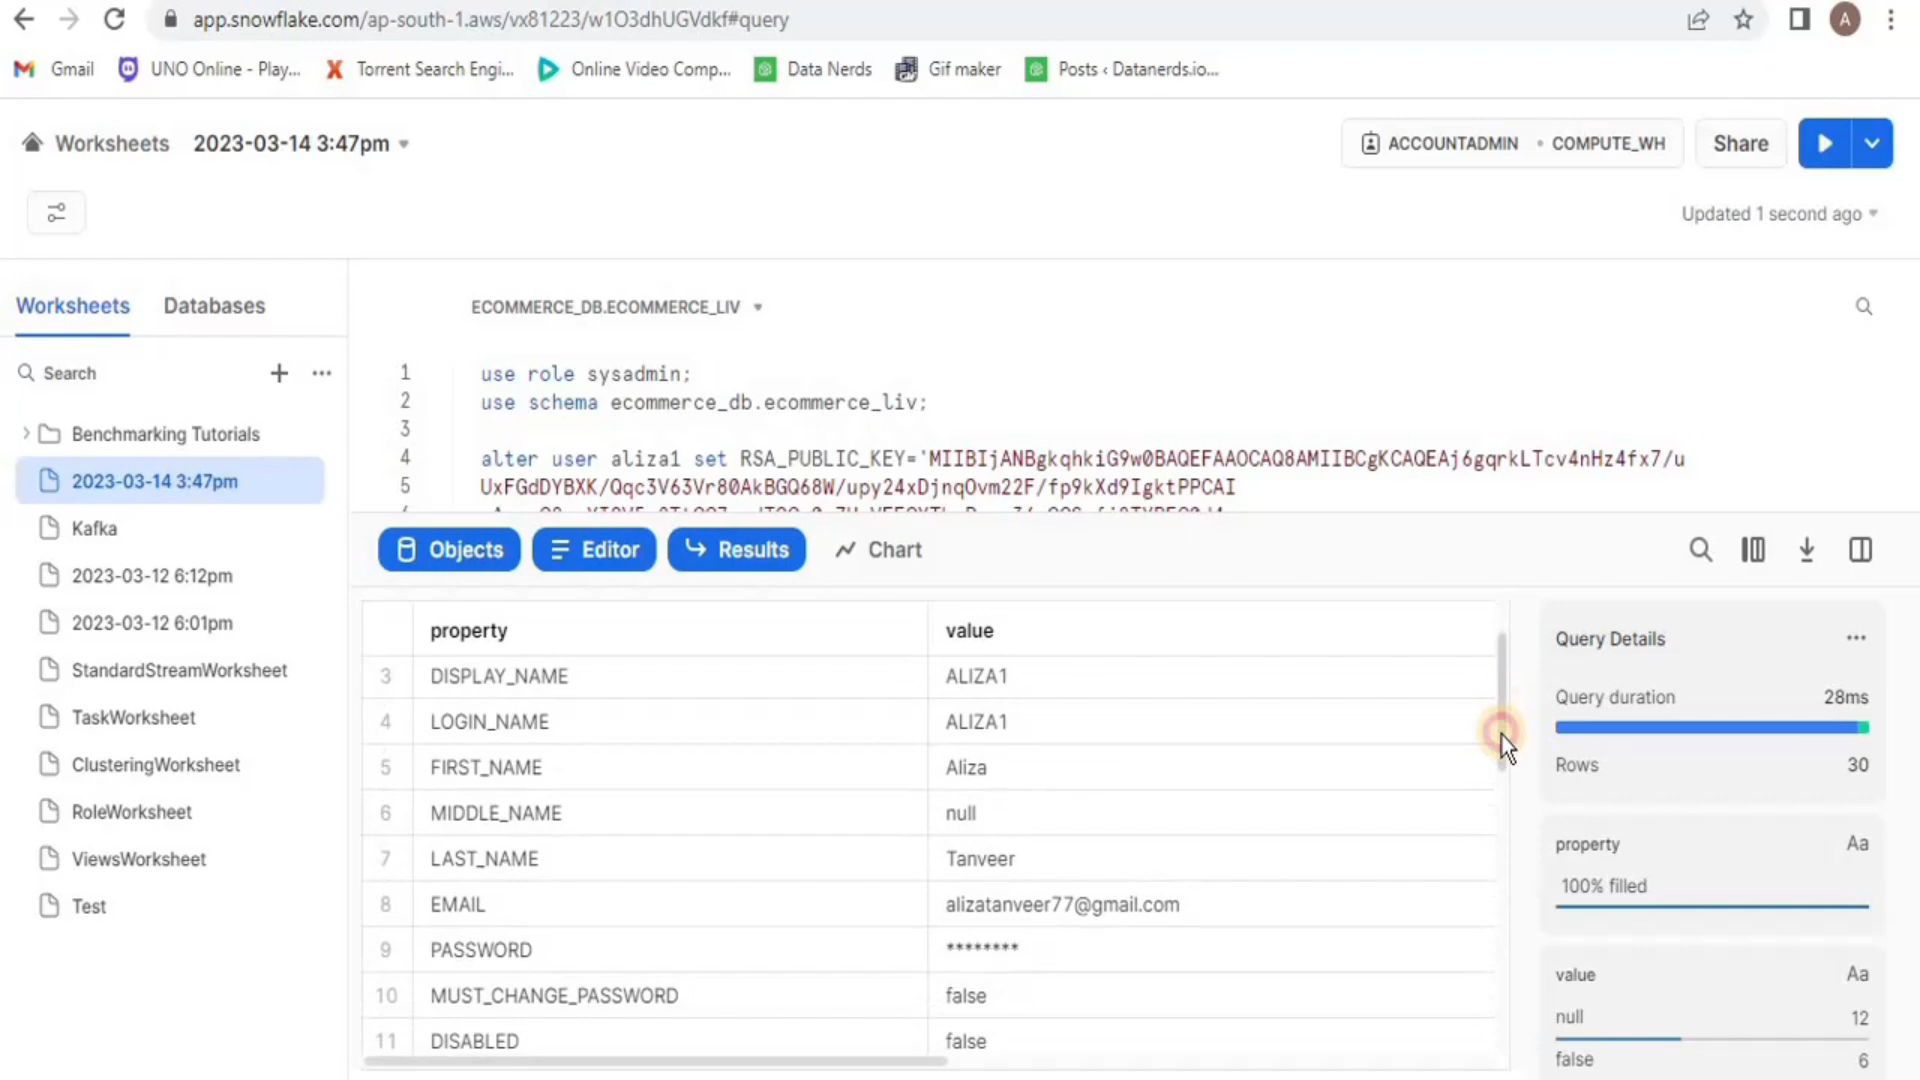 app.snowflake.com/ap-south-1.aws/vx81223/w1O3dhUGVdkf#query
A
Gmail
UNO Online - Play...
Torrent Search Engi...
Online Video Comp...
Data Nerds
Gif maker
Posts ‹ Datanerds.io...
Worksheets
2023-03-14 3:47pm
ACCOUNTADMIN
COMPUTE_WH
Share
Updated 1 second ago
Worksheets
Databases
Search
Benchmarking Tutorials
2023-03-14 3:47pm
Kafka
2023-03-12 6:12pm
2023-03-12 6:01pm
StandardStreamWorksheet
TaskWorksheet
ClusteringWorksheet
RoleWorksheet
ViewsWorksheet
Test
ECOMMERCE_DB.ECOMMERCE_LIV
1 use role sysadmin;
2 use schema ecommerce_db.ecommerce_liv;
3
4 alter user aliza1 set RSA_PUBLIC_KEY='MIIBIjANBgkqhkiG9w0BAQEFAAOCAQ8AMIIBCgKCAQEAj6gqrkLTcv4nHz4fx7/u
5 UxFGdDYBXK/Qqc3V63Vr80AkBGQ68W/upy24xDjnqOvm22F/fp9kXd9IgktPPCAI
Objects
Editor
Results
Chart
property value
3 DISPLAY_NAME ALIZA1
4 LOGIN_NAME ALIZA1
5 FIRST_NAME Aliza
6 MIDDLE_NAME null
7 LAST_NAME Tanveer
8 EMAIL alizatanveer77@gmail.com
9 PASSWORD ********
10 MUST_CHANGE_PASSWORD false
11 DISABLED false
Query Details
Query duration 28ms
Rows 30
property Aa
100% filled
value Aa
null 12
false 6